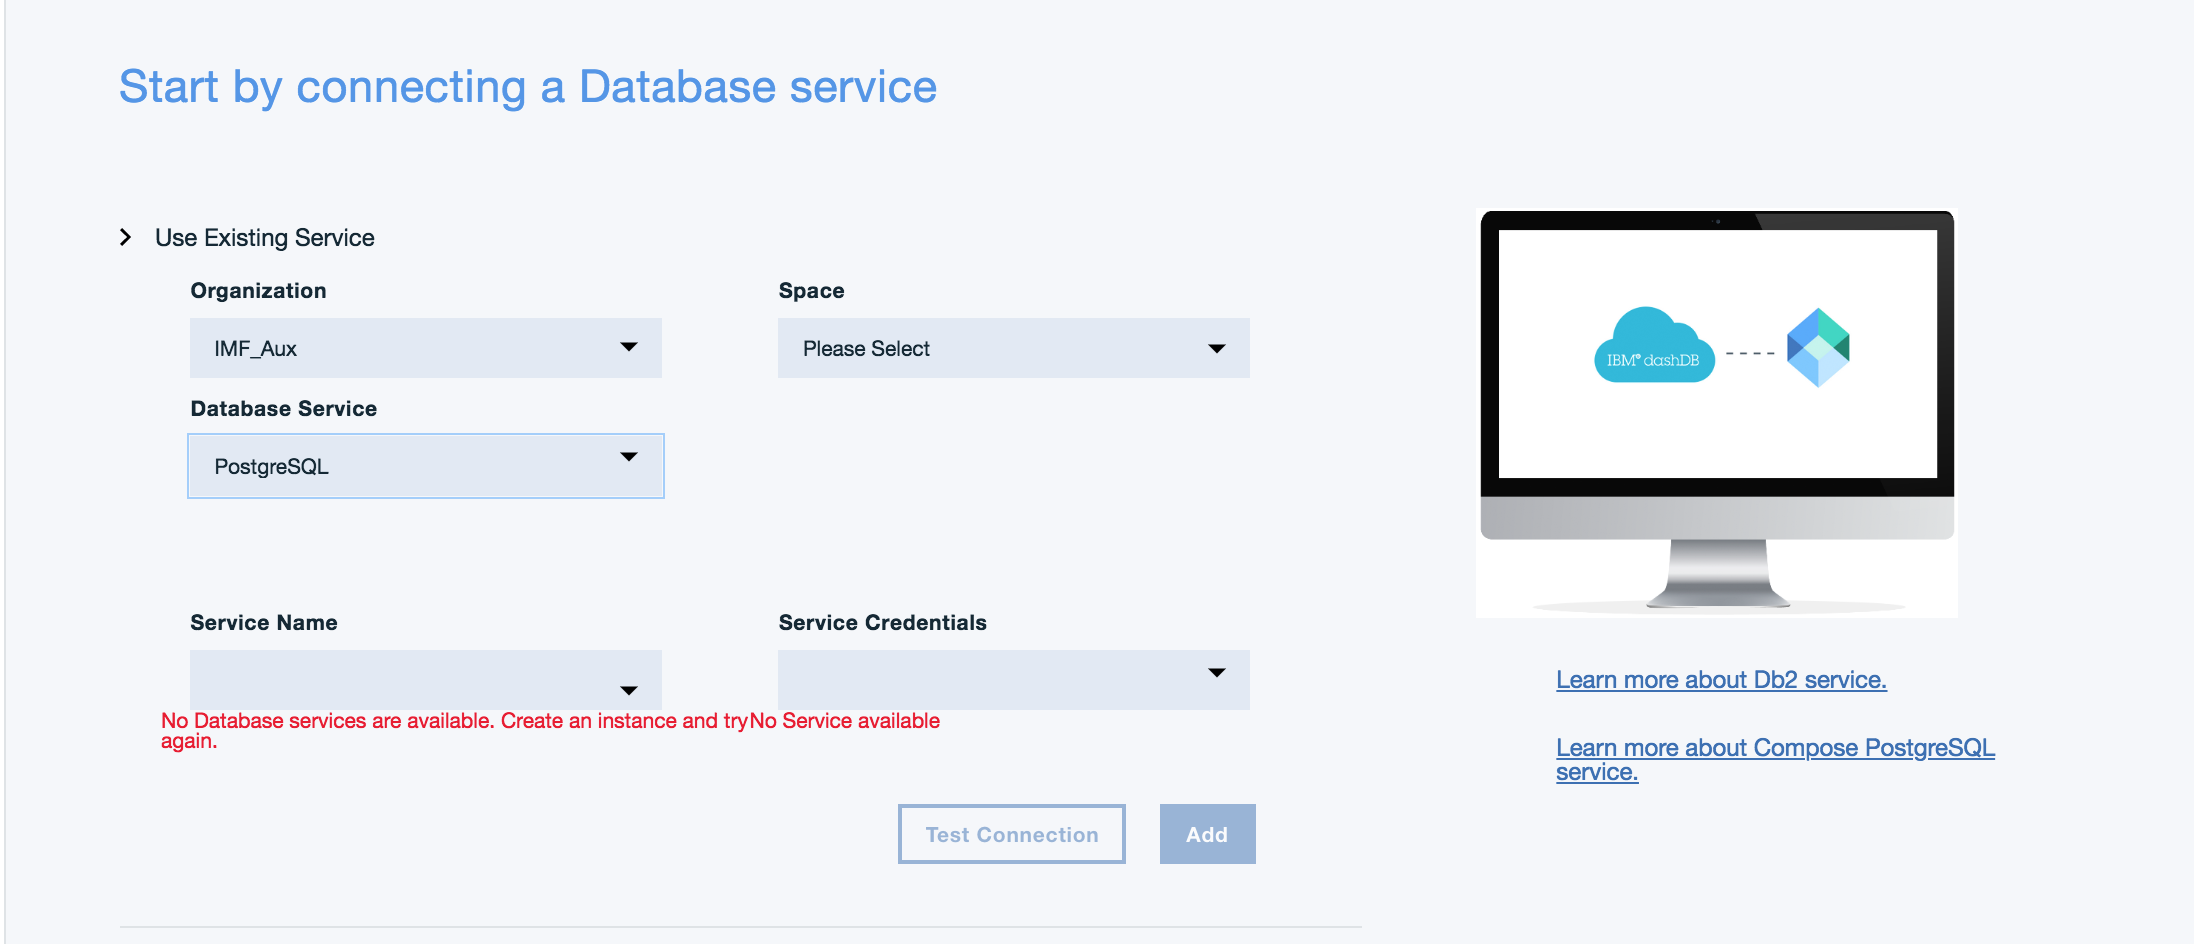 Start by connecting a Database service
Use Existing Service
Organization
Space
IMF_Aux
Please Select
Database Service
PostgreSQL
Service Name
Service Credentials
No Database services are available. Create an instance and try
again.
No Service available
Test Connection
Add
IBM® dashDB
Learn more about Db2 service.
Learn more about Compose PostgreSQL
service.